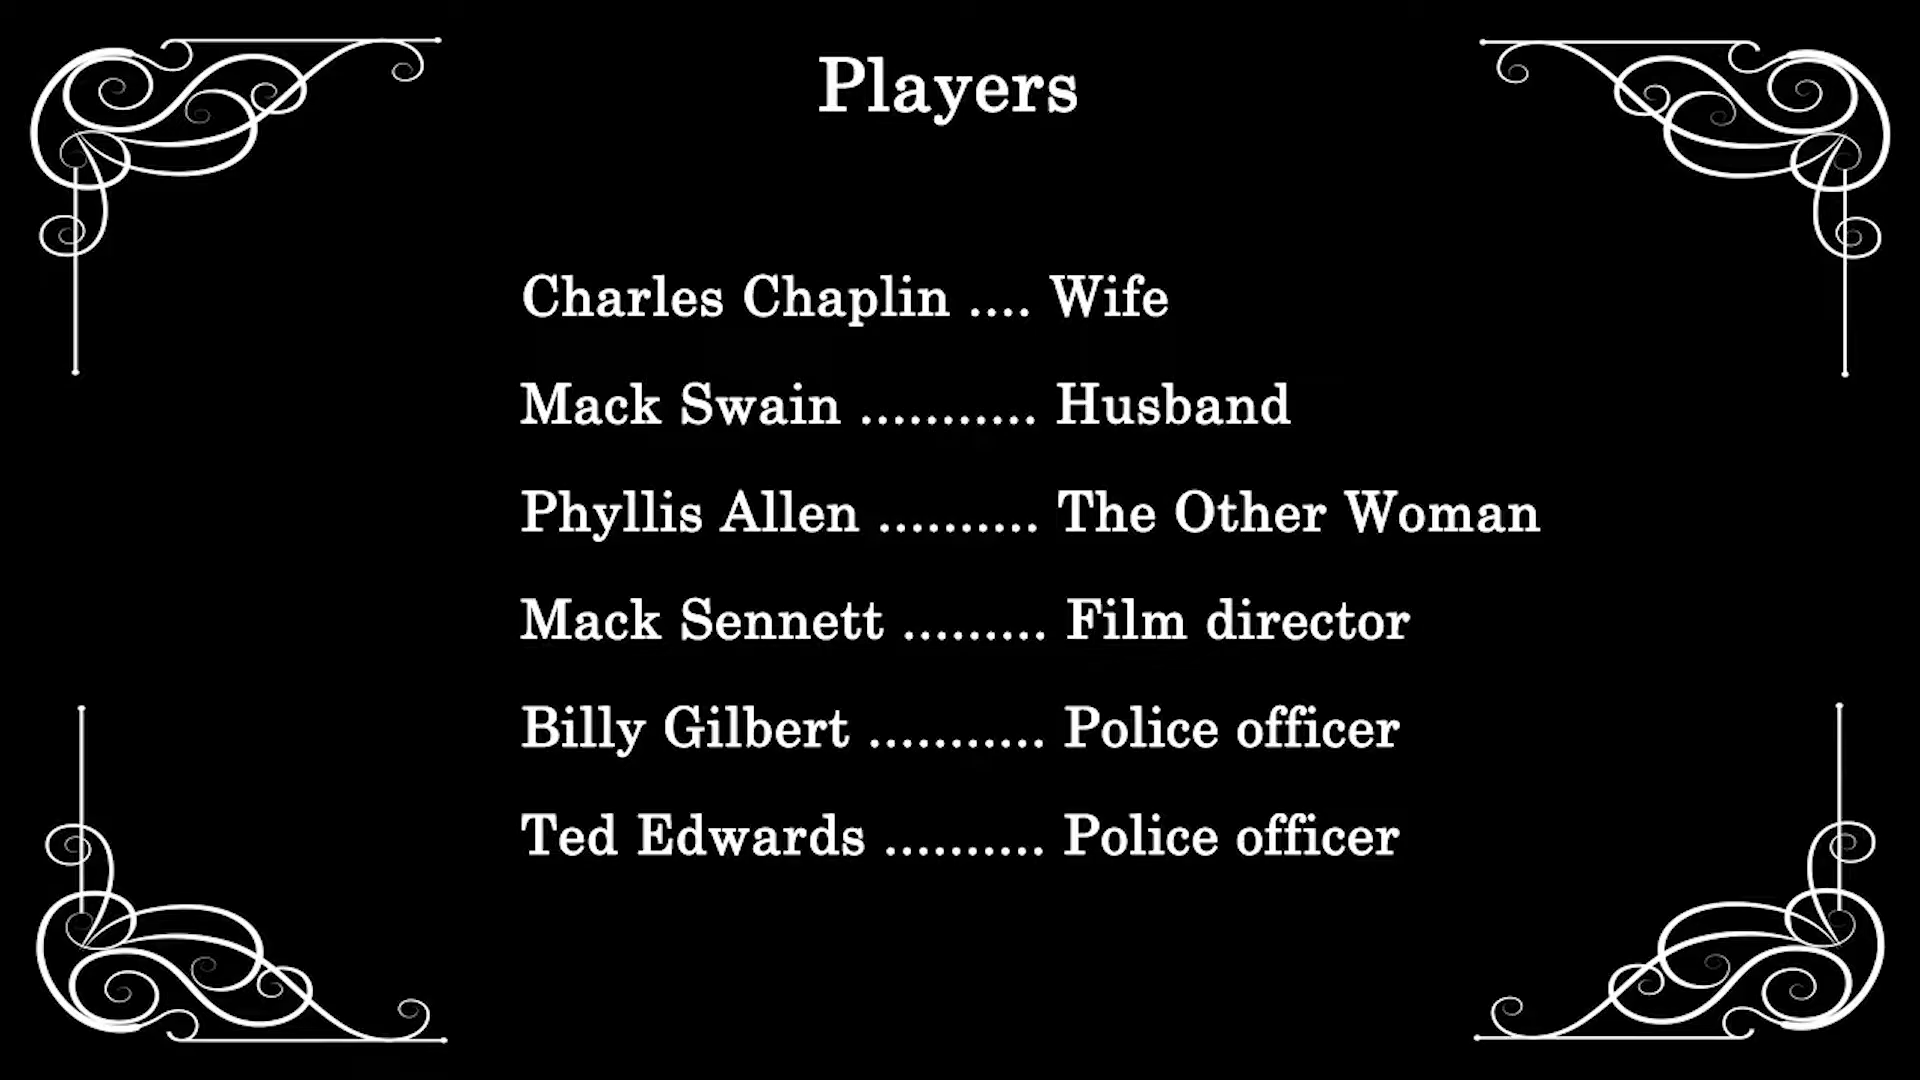 Players
Charles Chaplin .... Wife
Mack Swain ........... Husband
Phyllis Allen .......... The Other Woman
Mack Sennett ......... Film director
Billy Gilbert ........... Police officer
Ted Edwards .......... Police officer